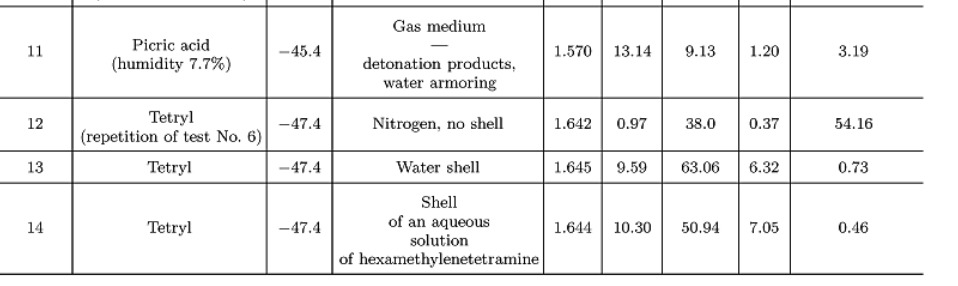 11 Picric acid (humidity 7.7%) −45.4 Gas medium — detonation products, water armoring 1.570 13.14 9.13 1.20 3.19
12 Tetryl (repetition of test No. 6) −47.4 Nitrogen, no shell 1.642 0.97 38.0 0.37 54.16
13 Tetryl −47.4 Water shell 1.645 9.59 63.06 6.32 0.73
14 Tetryl −47.4 Shell of an aqueous solution of hexamethylenetetramine 1.644 10.30 50.94 7.05 0.46